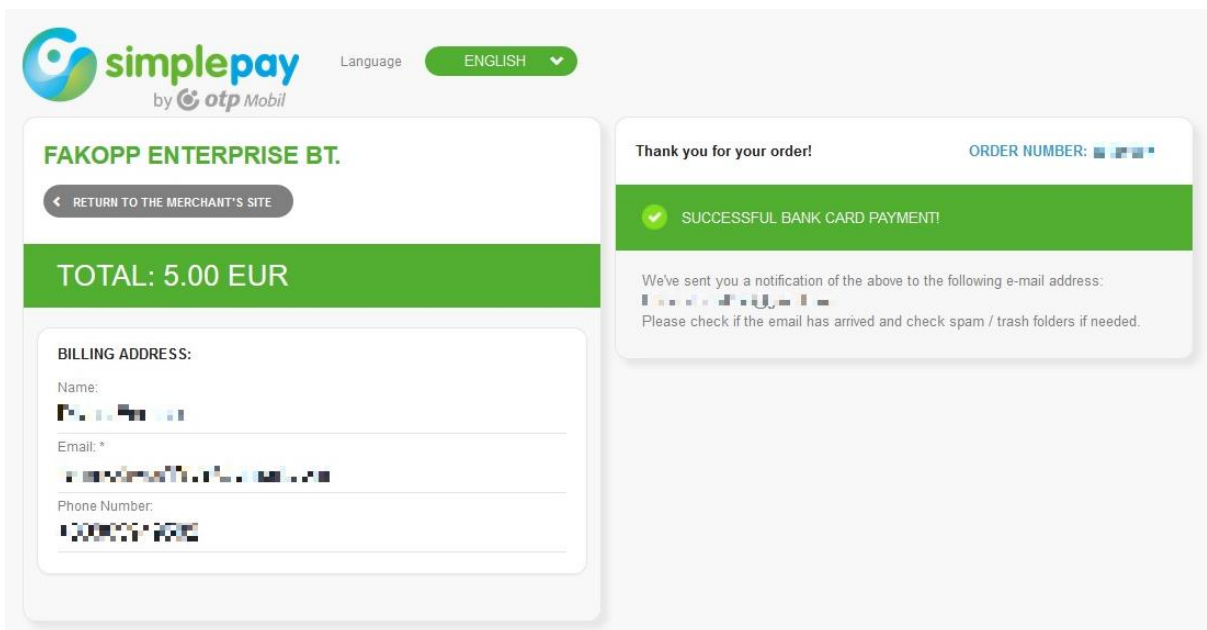 simplepay
by otp Mobil
Language
ENGLISH
FAKOPP ENTERPRISE BT.
RETURN TO THE MERCHANT'S SITE
TOTAL: 5.00 EUR
BILLING ADDRESS:
Name:
Email: *
Phone Number:
Thank you for your order!
ORDER NUMBER:
SUCCESSFUL BANK CARD PAYMENT!
We've sent you a notification of the above to the following e-mail address:
Please check if the email has arrived and check spam / trash folders if needed.